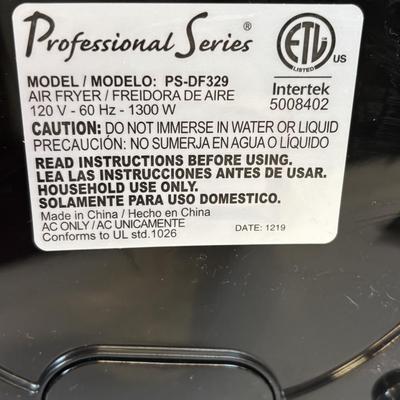 Professional Series®
ETL
LISTED
US
Intertek
5008402
MODEL / MODELO: PS-DF329
AIR FRYER / FREIDORA DE AIRE
120 V - 60 Hz - 1300 W
CAUTION: DO NOT IMMERSE IN WATER OR LIQUID
PRECAUCIÓN: NO SUMERJA EN AGUA O LÍQUIDO
READ INSTRUCTIONS BEFORE USING.
LEA LAS INSTRUCCIONES ANTES DE USAR.
HOUSEHOLD USE ONLY.
SOLAMENTE PARA USO DOMESTICO.
Made in China / Hecho en China
AC ONLY / AC UNICAMENTE
Conforms to UL std.1026
DATE: 1219